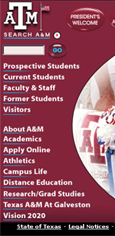 ATM
SEARCH A&M
PRESIDENT'S
WELCOME
GO
Prospective Students
Current Students
Faculty & Staff
Former Students
Visitors
About A&M
Academics
Apply Online
Athletics
Campus Life
Distance Education
Research/Grad Studies
Texas A&M At Galveston
Vision 2020
State of Texas · Legal Notices ·